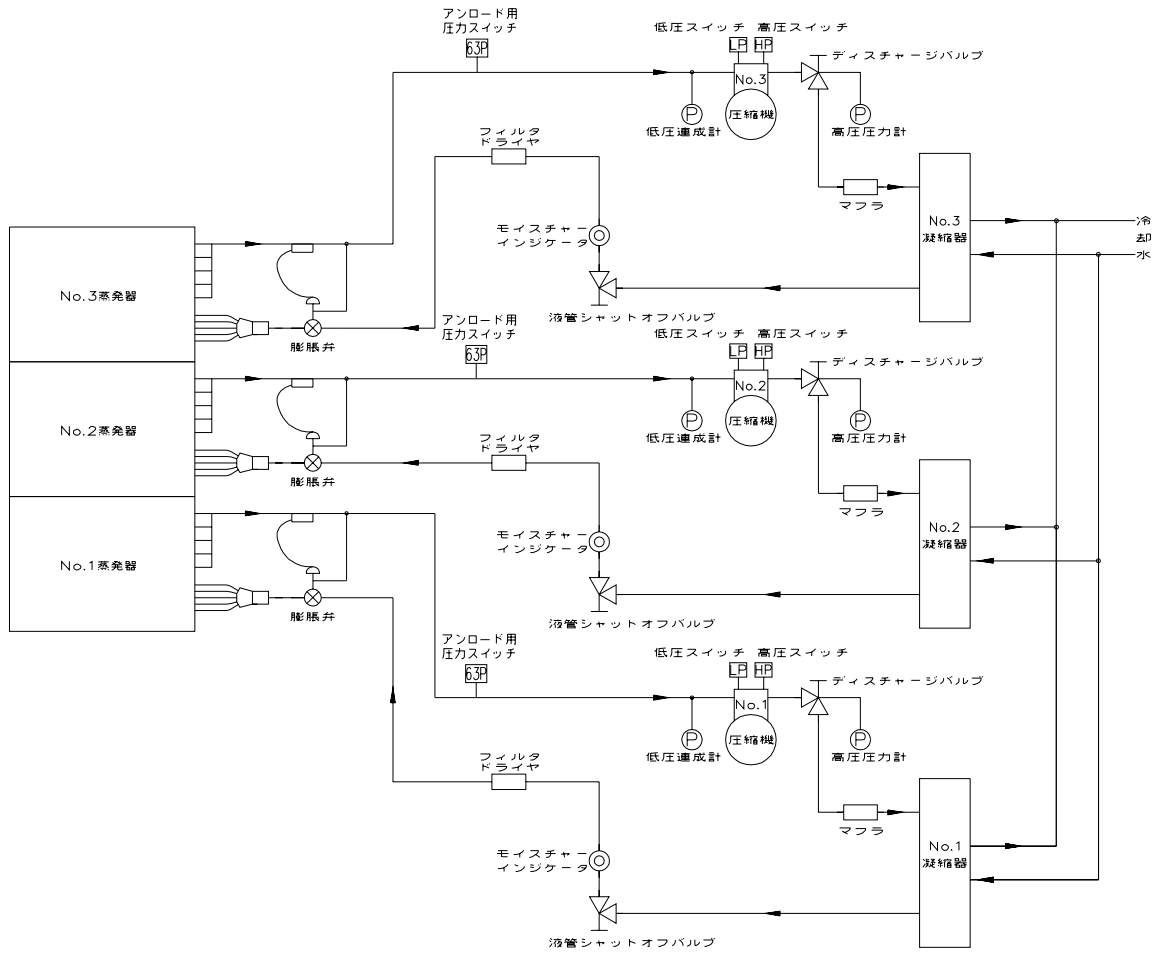 アンロード用
圧力スイッチ
63P
低圧スイッチ 高圧スイッチ
LP HP
ディスチャージバルブ
No.3
圧縮機
P
低圧連成計
P
高圧圧力計
フィルタ
ドライヤ
マフラ
No.3
凝縮器
冷
却
水
モイスチャー
インジケータ
No.3蒸発器
膨脹弁
液管シャットオフバルブ
アンロード用
圧力スイッチ
63P
低圧スイッチ 高圧スイッチ
LP HP
ディスチャージバルブ
No.2
圧縮機
P
低圧連成計
P
高圧圧力計
No.2蒸発器
フィルタ
ドライヤ
膨脹弁
マフラ
No.2
凝縮器
モイスチャー
インジケータ
No.1蒸発器
膨脹弁
液管シャットオフバルブ
アンロード用
圧力スイッチ
63P
低圧スイッチ 高圧スイッチ
LP HP
ディスチャージバルブ
No.1
圧縮機
P
低圧連成計
P
高圧圧力計
フィルタ
ドライヤ
マフラ
No.1
凝縮器
モイスチャー
インジケータ
液管シャットオフバルブ